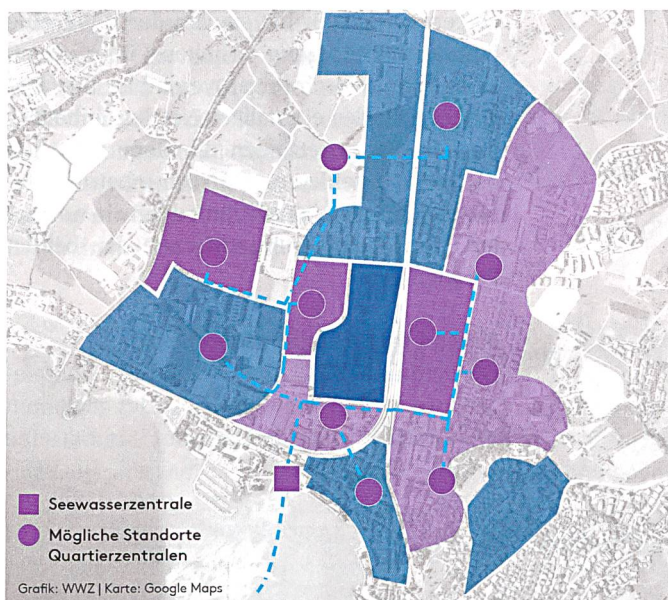 Seewasserzentrale
Mögliche Standorte
Quartierzentralen
Grafik: WWZ | Karte: Google Maps